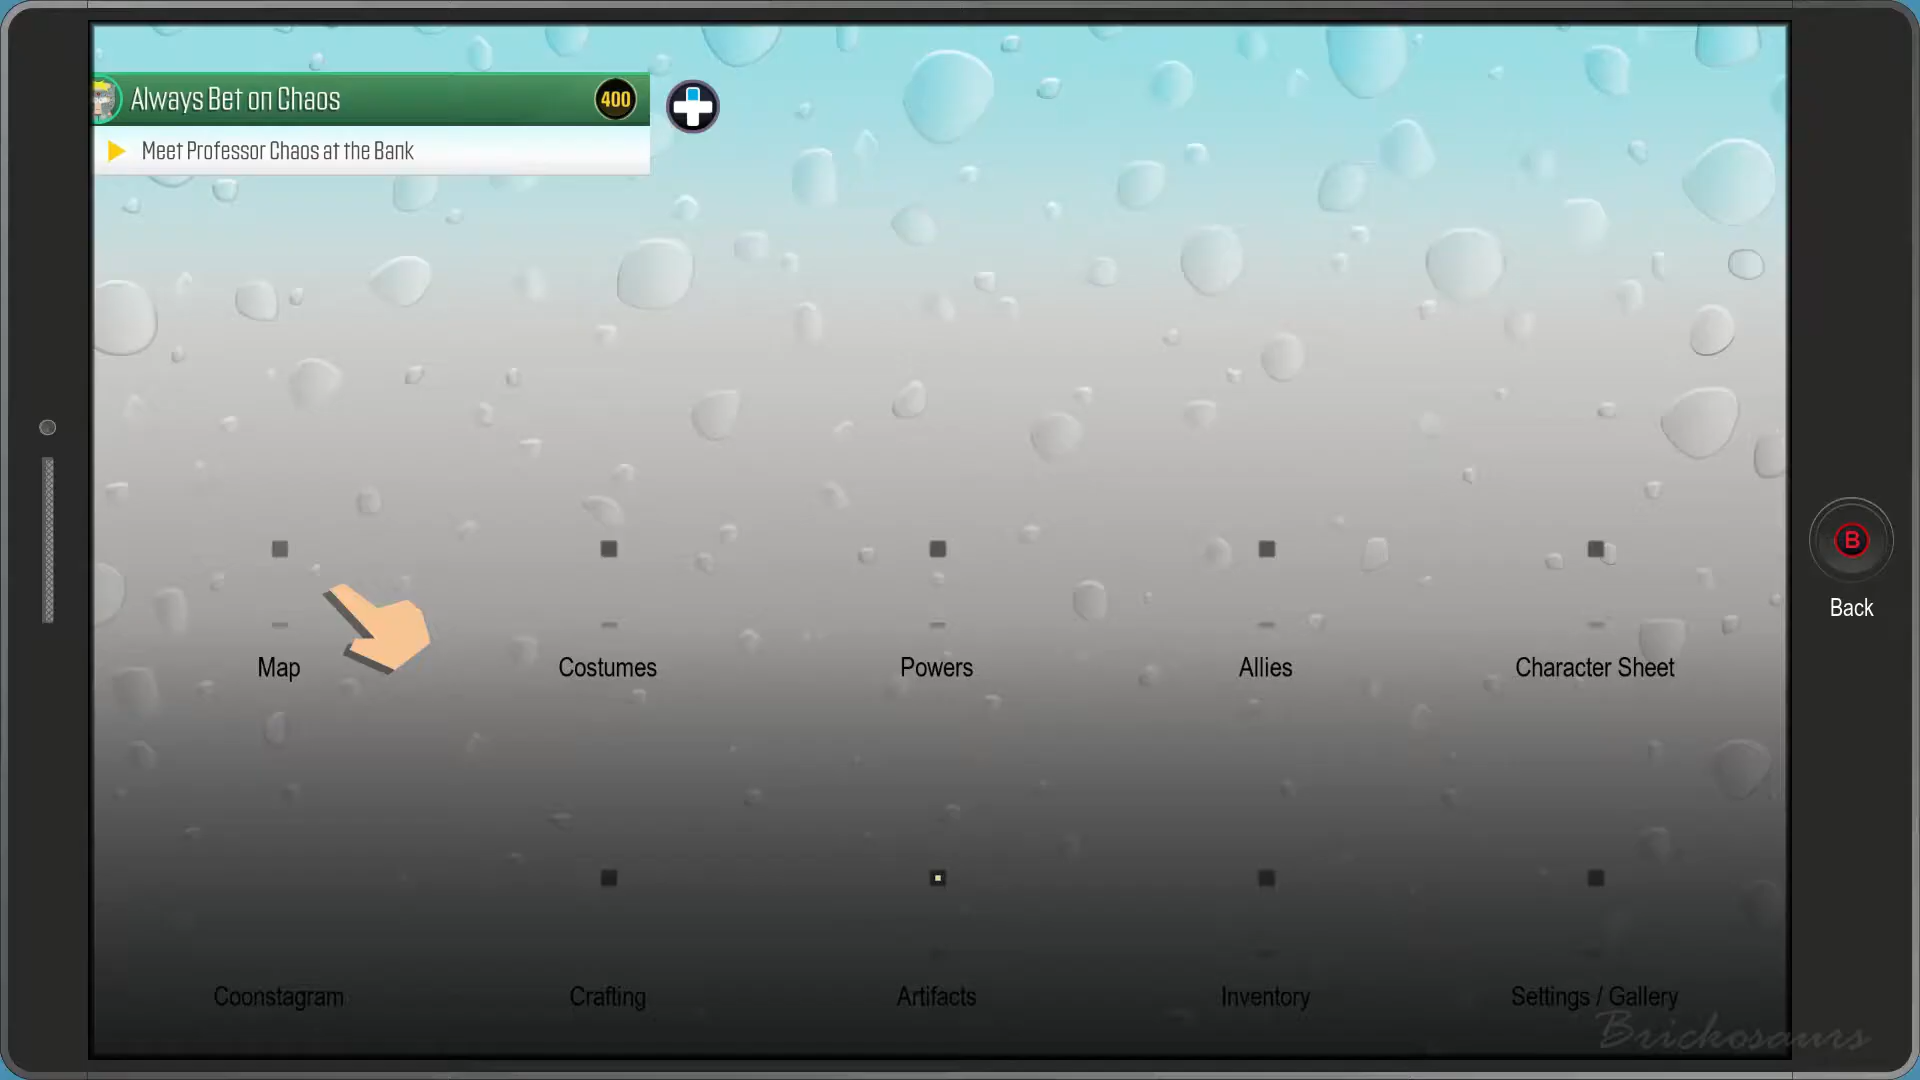 Always Bet on Chaos
400
Meet Professor Chaos at the Bank
B
Back
Map
Costumes
Powers
Allies
Character Sheet
Coonstagram
Crafting
Artifacts
Inventory
Settings / Gallery
Brickosaurs